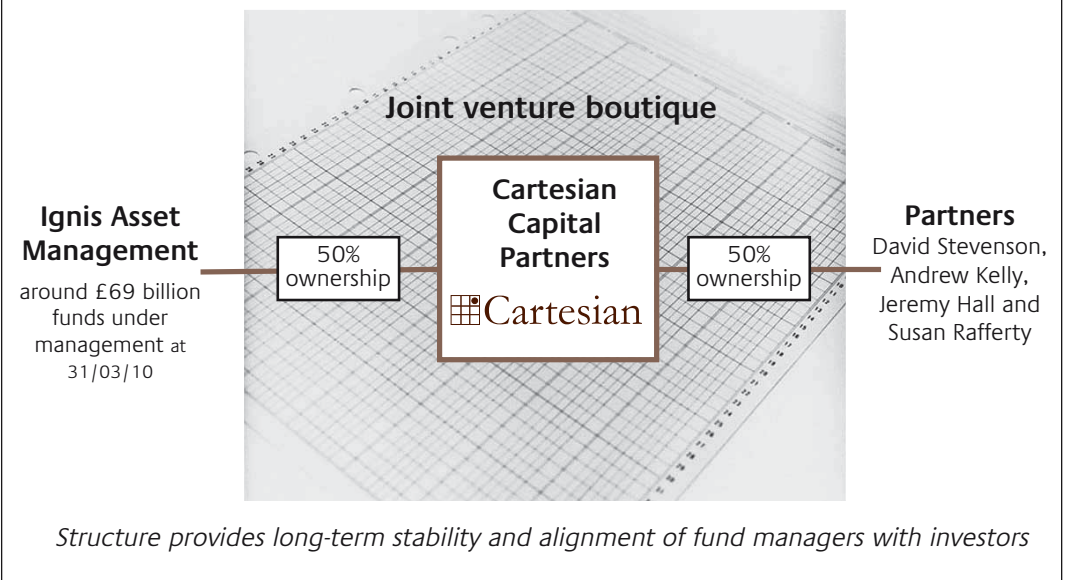 Joint venture boutique
Ignis Asset
Management
around £69 billion
funds under
management at
31/03/10
50%
ownership
Cartesian
Capital
Partners
Cartesian
50%
ownership
Partners
David Stevenson,
Andrew Kelly,
Jeremy Hall and
Susan Rafferty
Structure provides long-term stability and alignment of fund managers with investors